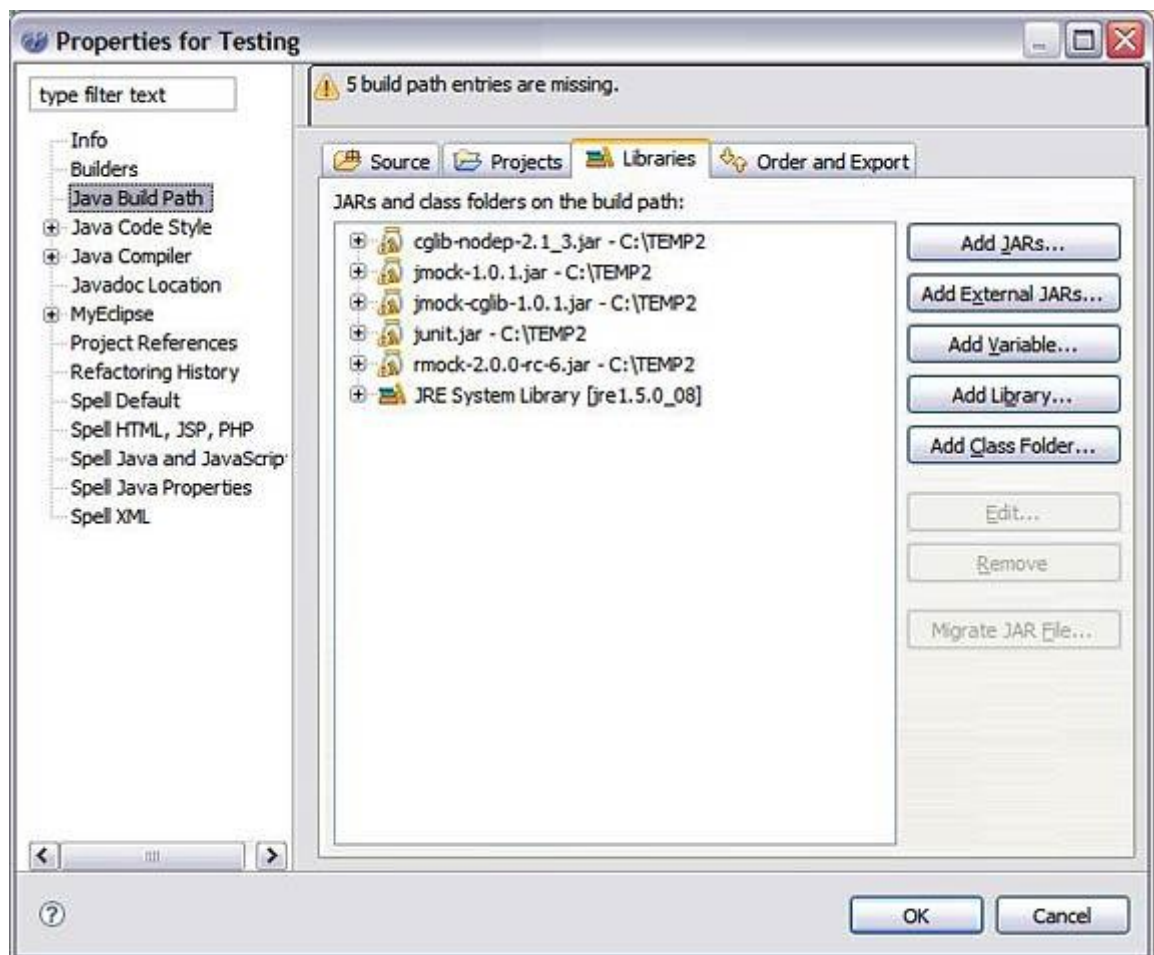 Properties for Testing
type filter text
5 build path entries are missing.
Info
Builders
Java Build Path
Java Code Style
Java Compiler
Javadoc Location
MyEclipse
Project References
Refactoring History
Spell Default
Spell HTML, JSP, PHP
Spell Java and JavaScrip
Spell Java Properties
Spell XML
Source
Projects
Libraries
Order and Export
JARs and class folders on the build path:
cglib-nodep-2.1_3.jar - C:\TEMP2
jmock-1.0.1.jar - C:\TEMP2
jmock-cglib-1.0.1.jar - C:\TEMP2
junit.jar - C:\TEMP2
rmock-2.0.0-rc-6.jar - C:\TEMP2
JRE System Library [jre1.5.0_08]
Add JARs...
Add External JARs...
Add Variable...
Add Library...
Add Class Folder...
Edit...
Remove
Migrate JAR File...
OK
Cancel